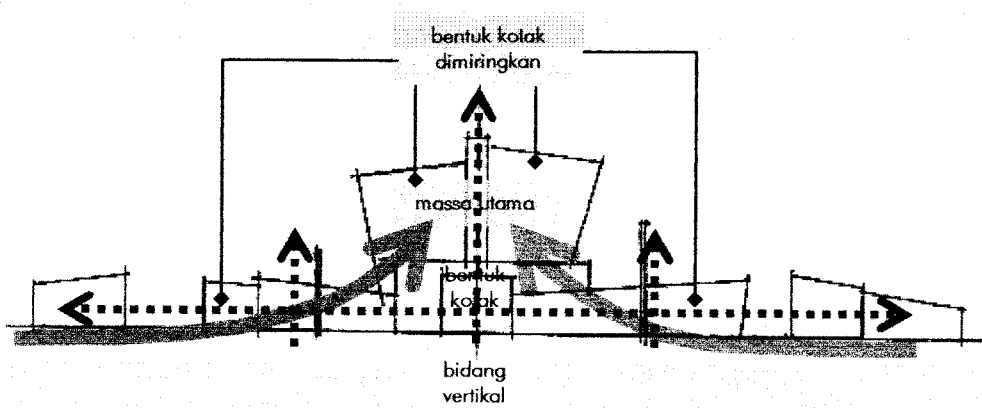 bentuk kotak
dimiringkan
massa utama
bentuk
kotak
bidang
vertikal